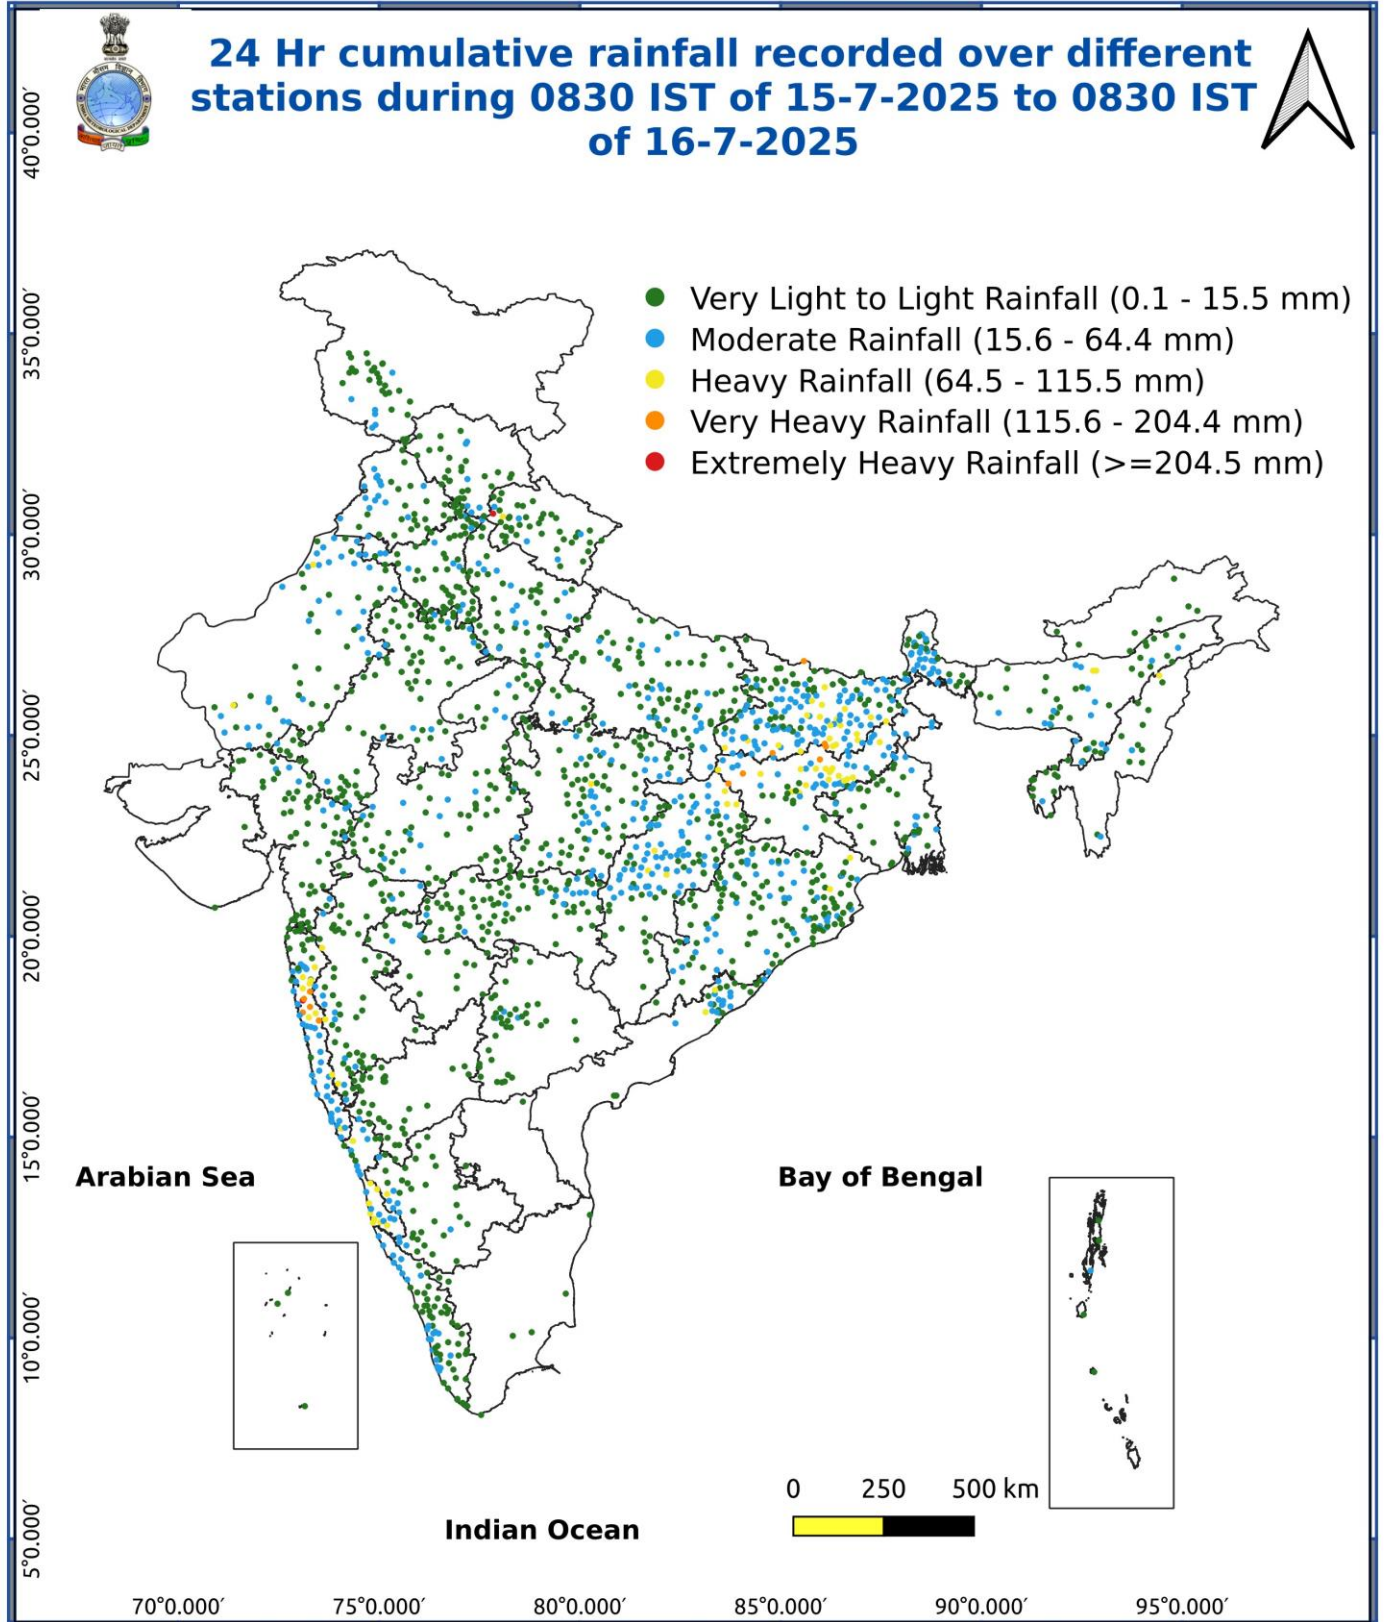 24 Hr cumulative rainfall recorded over different
stations during 0830 IST of 15-7-2025 to 0830 IST
of 16-7-2025
40°0.000′
35°0.000′
30°0.000′
25°0.000′
20°0.000′
15°0.000′
10°0.000′
5°0.000′
Very Light to Light Rainfall (0.1 - 15.5 mm)
Moderate Rainfall (15.6 - 64.4 mm)
Heavy Rainfall (64.5 - 115.5 mm)
Very Heavy Rainfall (115.6 - 204.4 mm)
Extremely Heavy Rainfall (>=204.5 mm)
Arabian Sea
Bay of Bengal
Indian Ocean
0 250 500 km
70°0.000′ 75°0.000′ 80°0.000′ 85°0.000′ 90°0.000′ 95°0.000′